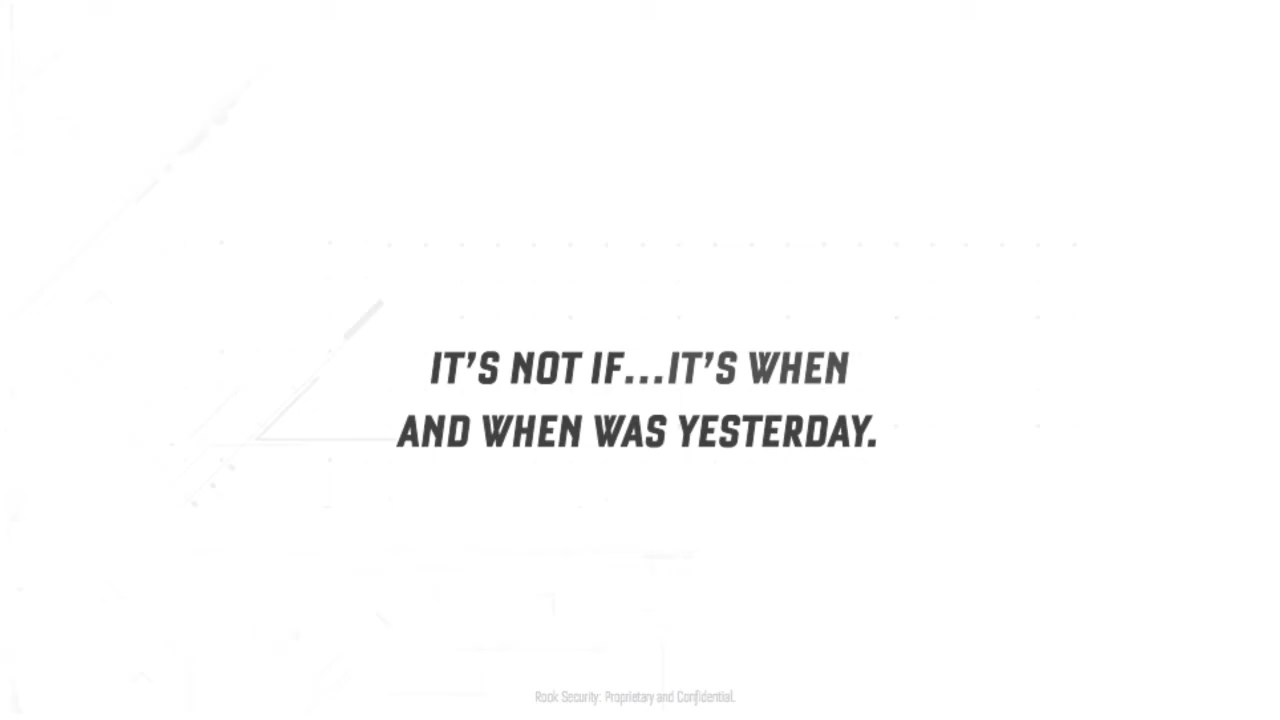 IT'S NOT IF...IT'S WHEN
AND WHEN WAS YESTERDAY.
Rook Security: Proprietary and Confidential.